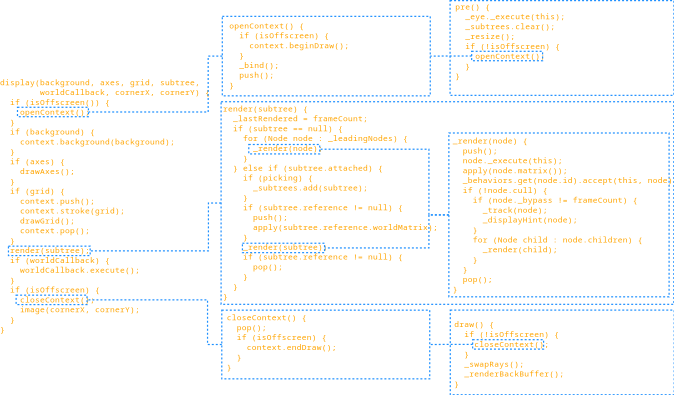 display(background, axes, grid, subtree,
worldCallback, cornerX, cornerY)
if (isOffscreen()) {
openContext();
}
if (background) {
context.background(background);
}
if (axes) {
drawAxes();
}
if (grid) {
context.push();
context.stroke(grid);
drawGrid();
context.pop();
}
render(subtree);
if (worldCallback) {
worldCallback.execute();
}
if (isOffscreen) {
closeContext();
image(cornerX, cornerY);
}
}
openContext() {
if (isOffscreen) {
context.beginDraw();
}
_bind();
push();
}
pre() {
_eye._execute(this);
_subtrees.clear();
_resize();
if (!isOffscreen) {
openContext();
}
}
render(subtree) {
_lastRendered = frameCount;
if (subtree == null) {
for (Node node : _leadingNodes) {
_render(node);
}
} else if (subtree.attached) {
if (picking) {
_subtrees.add(subtree);
}
if (subtree.reference != null) {
push();
apply(subtree.reference.worldMatrix);
}
_render(subtree);
if (subtree.reference != null) {
pop();
}
}
}
_render(node) {
push();
node._execute(this);
apply(node.matrix());
_behaviors.get(node.id).accept(this, node)
if (!node.cull) {
if (node._bypass != frameCount) {
_track(node);
_displayHint(node);
}
for (Node child : node.children) {
_render(child);
}
}
pop();
}
closeContext() {
pop();
if (isOffscreen) {
context.endDraw();
}
}
draw() {
if (!isOffscreen) {
closeContext();
}
_swapRays();
_renderBackBuffer();
}